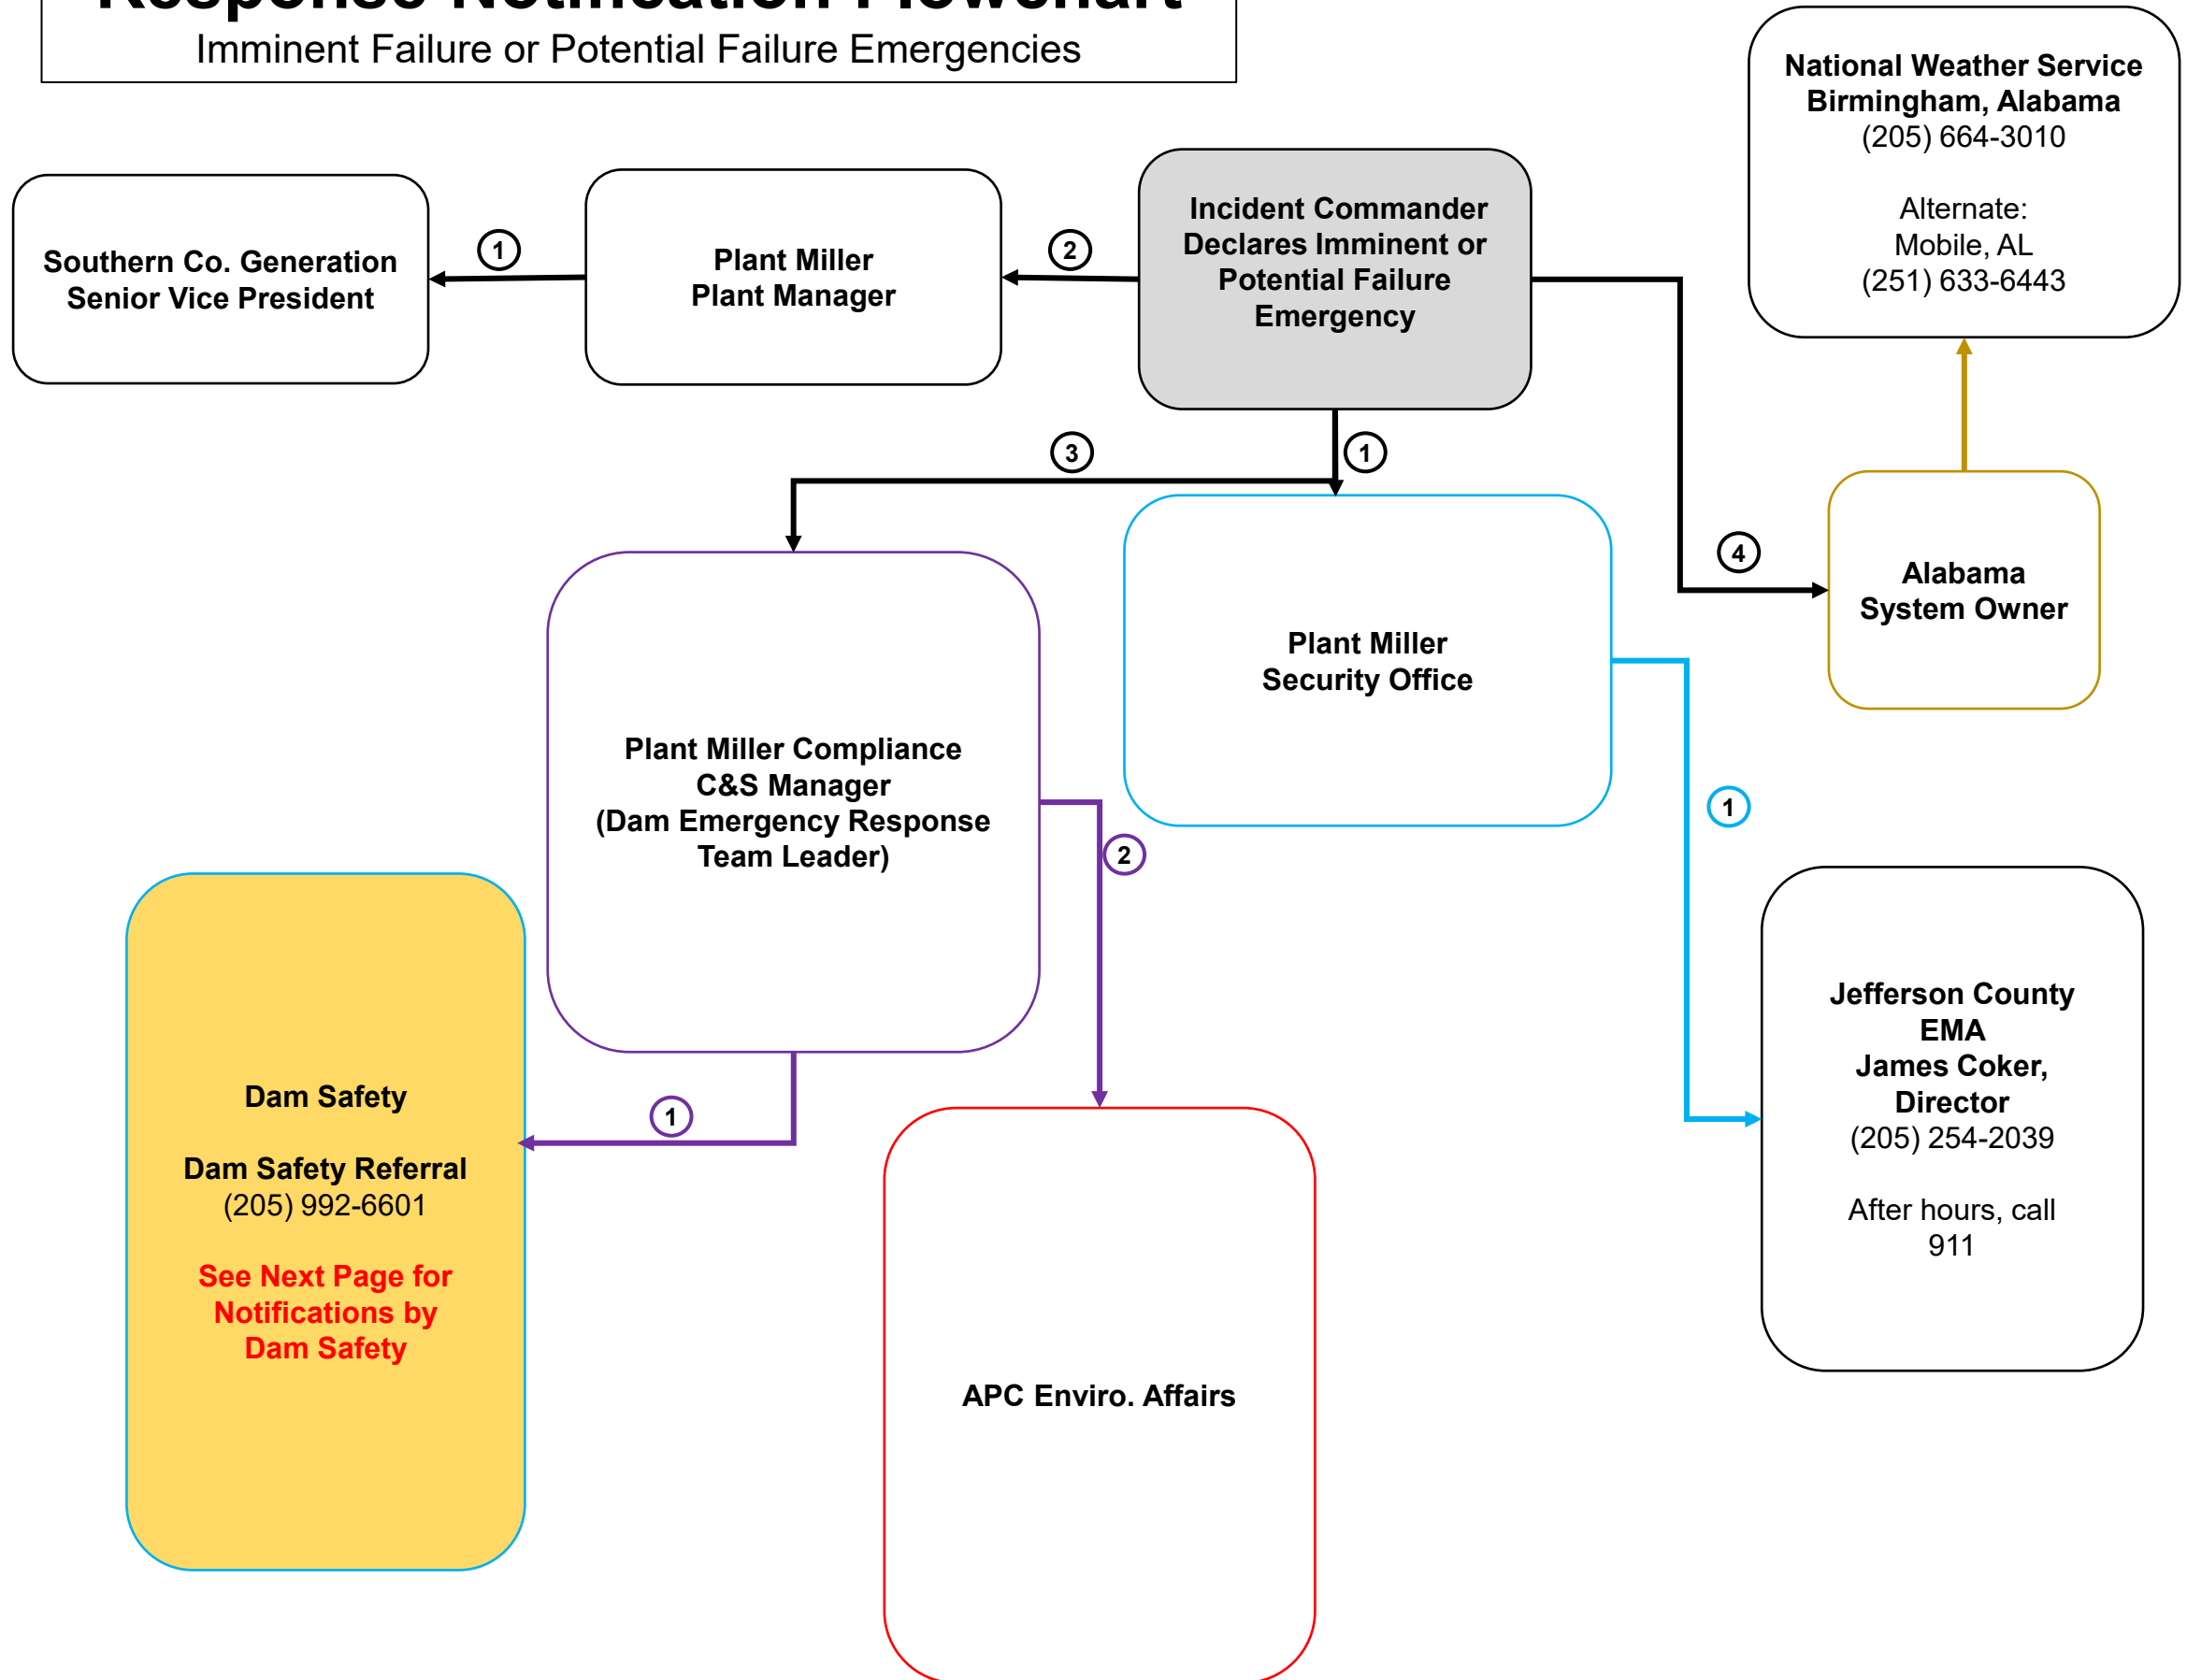 Response Notification Flowchart
Imminent Failure or Potential Failure Emergencies
National Weather Service
Birmingham, Alabama
(205) 664-3010
Alternate:
Mobile, AL
(251) 633-6443
Southern Co. Generation
Senior Vice President
1
Plant Miller
Plant Manager
2
Incident Commander
Declares Imminent or
Potential Failure
Emergency
3
1
4
Alabama
System Owner
Plant Miller
Security Office
Plant Miller Compliance
C&S Manager
(Dam Emergency Response
Team Leader)
2
1
Jefferson County
EMA
James Coker,
Director
(205) 254-2039
After hours, call
911
1
Dam Safety
Dam Safety Referral
(205) 992-6601
See Next Page for
Notifications by
Dam Safety
APC Enviro. Affairs